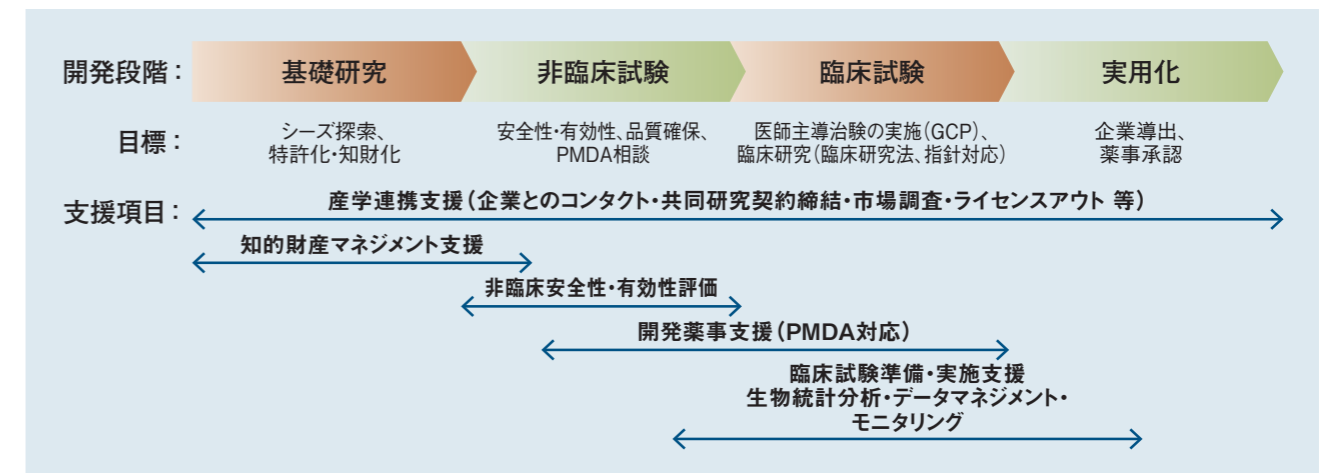 開発段階： 基礎研究 非臨床試験 臨床試験 実用化
目標： シーズ探索、 安全性・有効性、品質確保、 医師主導治験の実施（GCP）、 企業導出、
特許化・知財化 PMDA相談 臨床研究（臨床研究法、指針対応） 薬事承認
支援項目： 産学連携支援（企業とのコンタクト・共同研究契約締結・市場調査・ライセンスアウト 等）
知的財産マネジメント支援
非臨床安全性・有効性評価
開発薬事支援（PMDA対応）
臨床試験準備・実施支援
生物統計分析・データマネジメント・
モニタリング